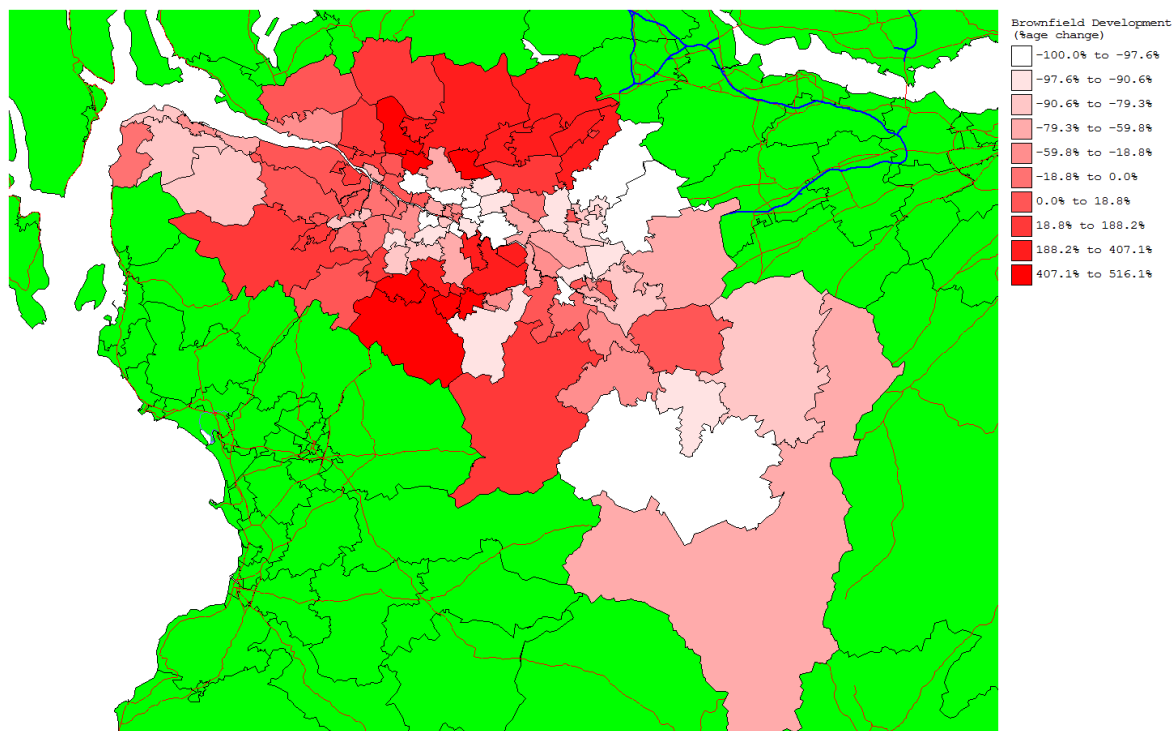 Brownfield Development
(%age change)
-100.0% to -97.6%
-97.6% to -90.6%
-90.6% to -79.3%
-79.3% to -59.8%
-59.8% to -18.8%
-18.8% to 0.0%
0.0% to 18.8%
18.8% to 188.2%
188.2% to 407.1%
407.1% to 516.1%